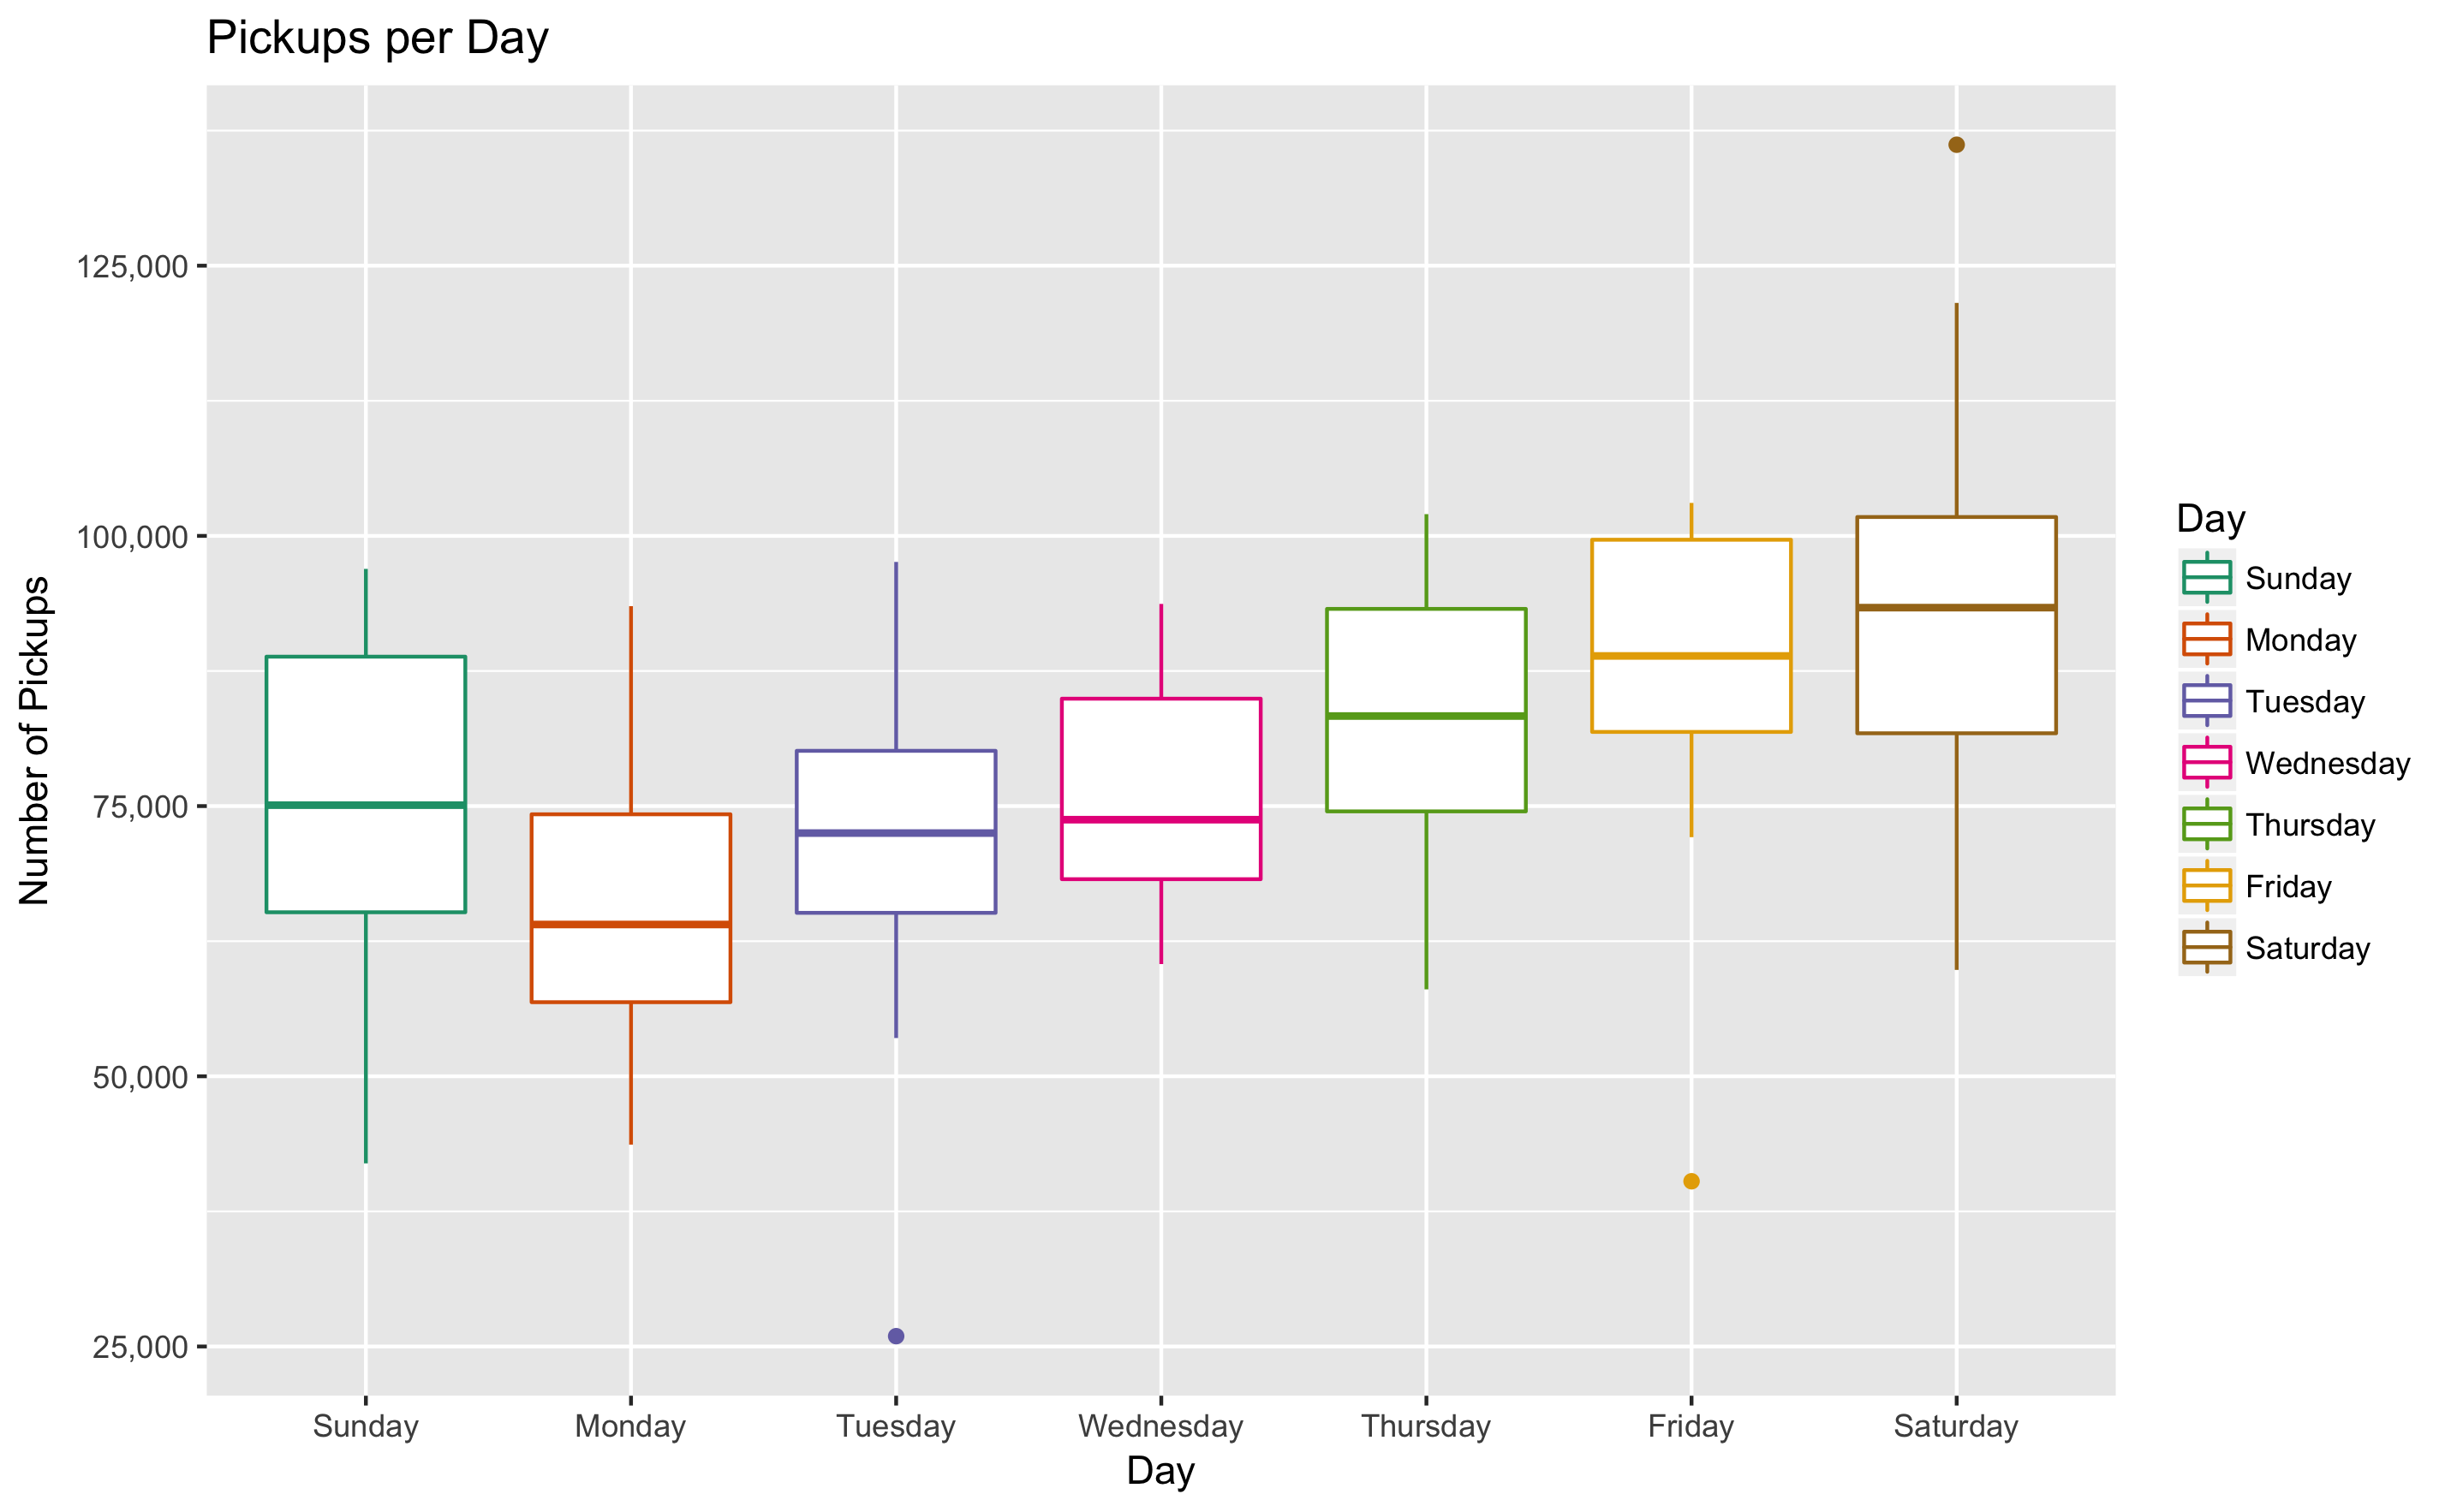 Pickups per Day
Number of Pickups
125,000
100,000
75,000
50,000
25,000
Sunday Monday Tuesday Wednesday Thursday Friday Saturday
Day
Day
Sunday
Monday
Tuesday
Wednesday
Thursday
Friday
Saturday